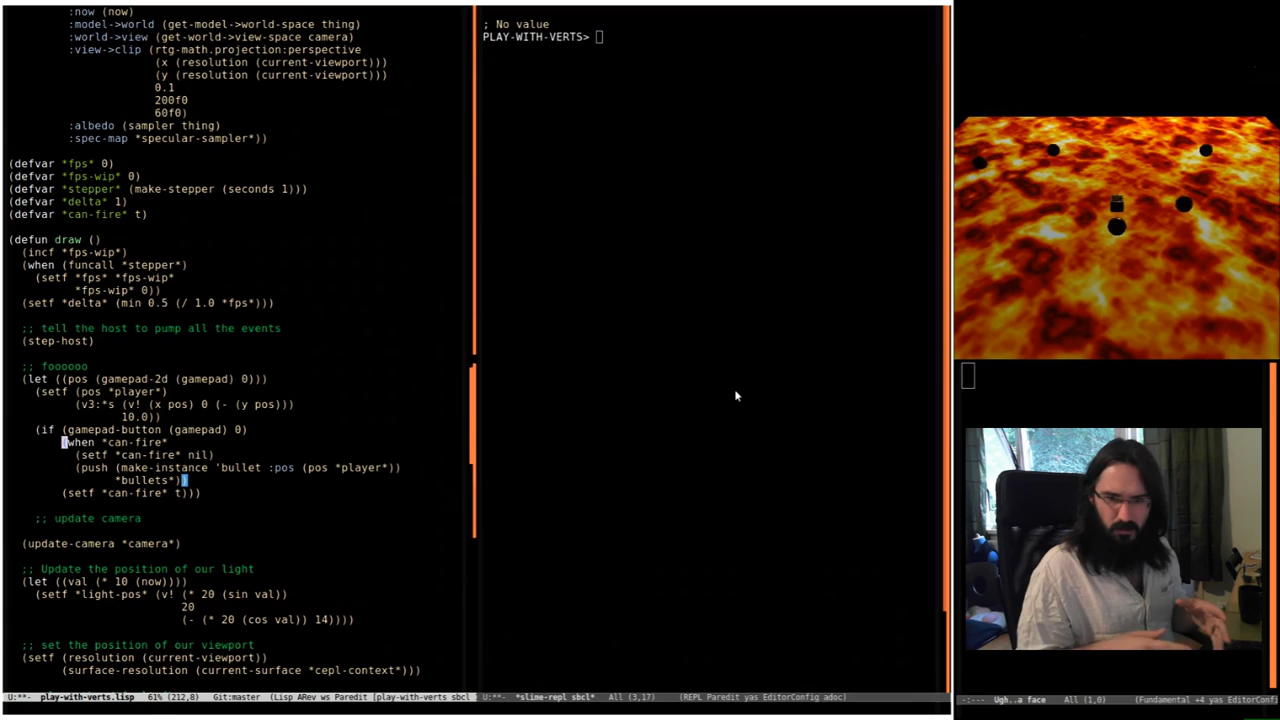 :now (now)
:model->world (get-model->world-space thing)
:world->view (get-world->view-space camera)
:view->clip (rtg-math.projection:perspective
(x (resolution (current-viewport)))
(y (resolution (current-viewport)))
0.1
200f0
60f0)
:albedo (sampler thing)
:spec-map *specular-sampler*))
(defvar *fps* 0)
(defvar *fps-wip* 0)
(defvar *stepper* (make-stepper (seconds 1)))
(defvar *delta* 1)
(defvar *can-fire* t)
(defun draw ()
(incf *fps-wip*)
(when (funcall *stepper*)
(setf *fps* *fps-wip*
*fps-wip* 0))
(setf *delta* (min 0.5 (/ 1.0 *fps*)))
;; tell the host to pump all the events
(step-host)
;; foooooo
(let ((pos (gamepad-2d (gamepad) 0)))
(setf (pos *player*)
(v3:*s (v! (x pos) 0 (- (y pos)))
10.0))
(if (gamepad-button (gamepad) 0)
(when *can-fire*
(setf *can-fire* nil)
(push (make-instance 'bullet :pos (pos *player*))
*bullets*))
(setf *can-fire* t)))
;; update camera
(update-camera *camera*)
;; Update the position of our light
(let ((val (* 10 (now))))
(setf *light-pos* (v! (* 20 (sin val))
20
(- (* 20 (cos val)) 14))))
;; set the position of our viewport
(setf (resolution (current-viewport))
(surface-resolution (current-surface *cepl-context*)))
U:**- play-with-verts.lisp 61% (212,8) Git:master (Lisp ARev ws Paredit [play-with-verts sbcl
; No value
PLAY-WITH-VERTS>
U:**- *slime-repl sbcl* All (3,17) (REPL Paredit yas EditorConfig adoc)
-:--- Ugh..a face All (1,0) (Fundamental +4 yas EditorConfi